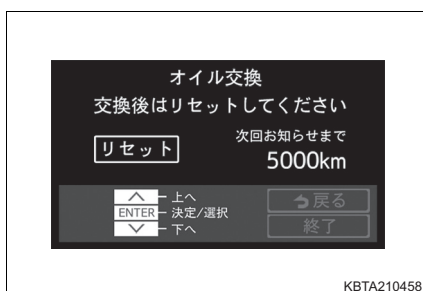 オイル交換
交換後はリセットしてください
リセット
次回お知らせまで
5000km
上へ
ENTER 決定/選択
下へ
戻る
終了
KBTA210458